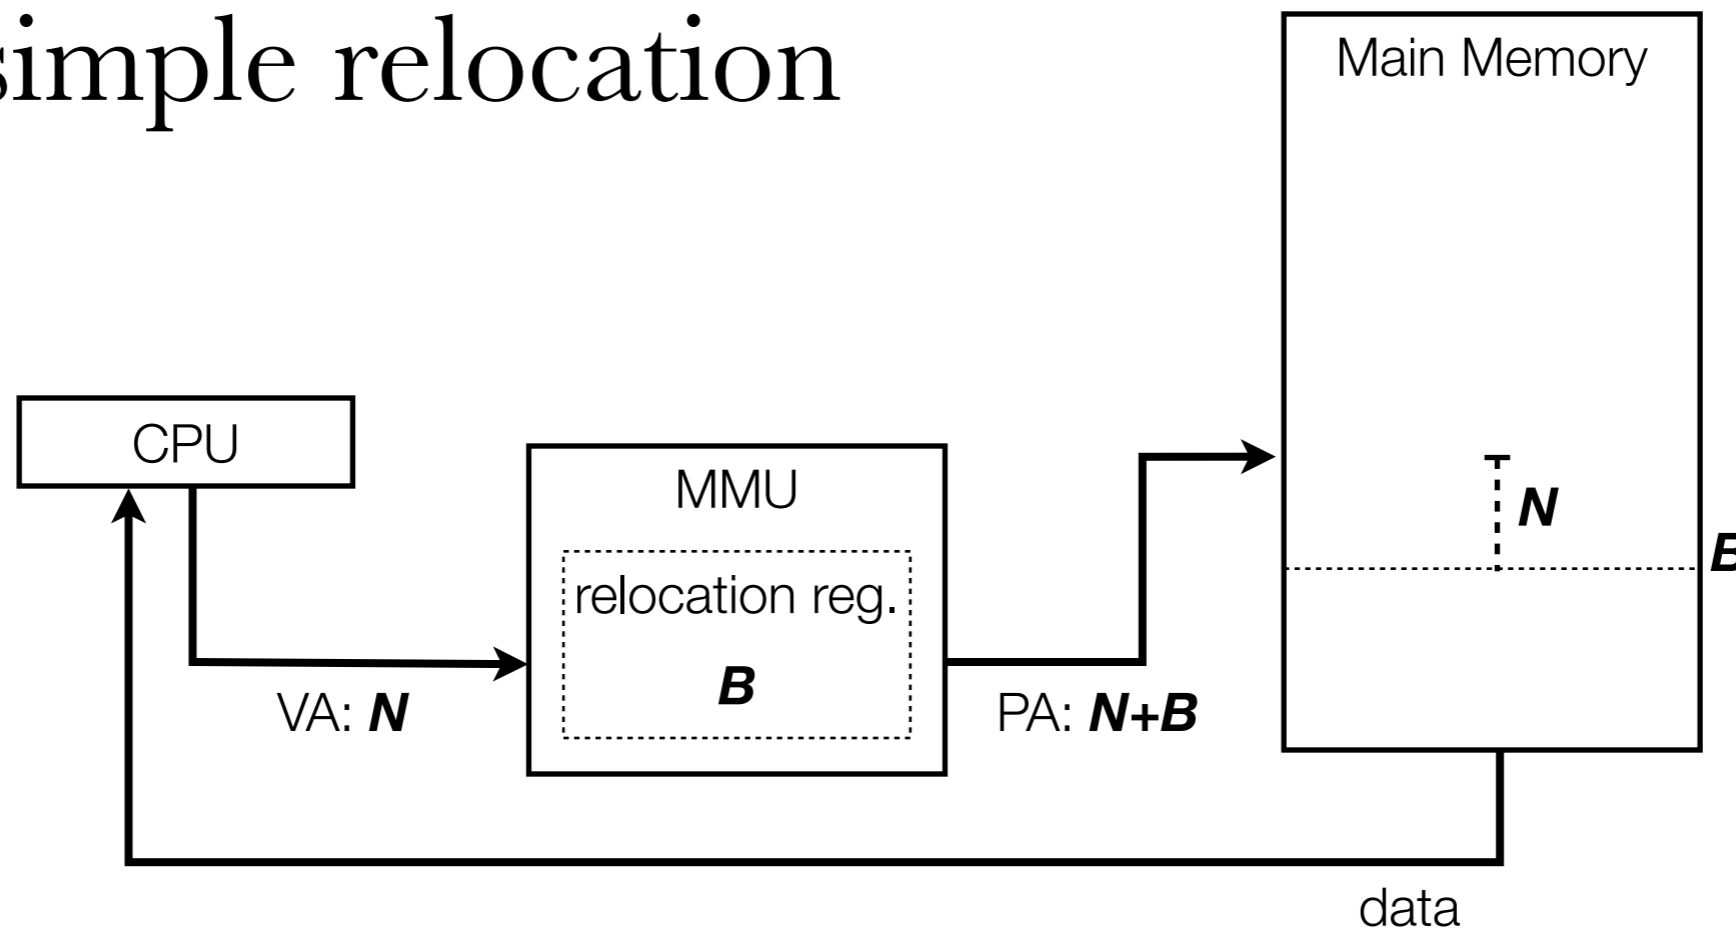 simple relocation
Main Memory
CPU
MMU
N
B
relocation reg.
B
VA: N
PA: N+B
data